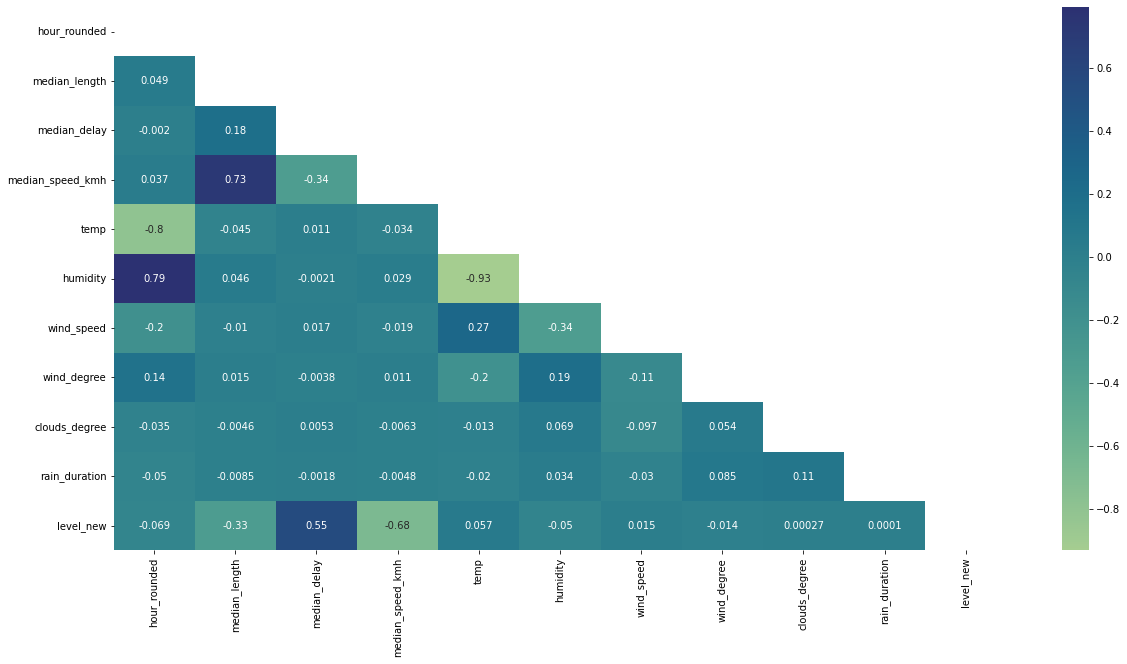 hour_rounded
median_length 0.049
median_delay -0.002 0.18
median_speed_kmh 0.037 0.73 -0.34
temp -0.8 -0.045 0.011 -0.034
humidity 0.79 0.046 -0.0021 0.029 -0.93
wind_speed -0.2 -0.01 0.017 -0.019 0.27 -0.34
wind_degree 0.14 0.015 -0.0038 0.011 -0.2 0.19 -0.11
clouds_degree -0.035 -0.0046 0.0053 -0.0063 -0.013 0.069 -0.097 0.054
rain_duration -0.05 -0.0085 -0.0018 -0.0048 -0.02 0.034 -0.03 0.085 0.11
level_new -0.069 -0.33 0.55 -0.68 0.057 -0.05 0.015 -0.014 0.00027 0.0001
hour_rounded
median_length
median_delay
median_speed_kmh
temp
humidity
wind_speed
wind_degree
clouds_degree
rain_duration
level_new
0.6
0.4
0.2
0.0
−0.2
−0.4
−0.6
−0.8